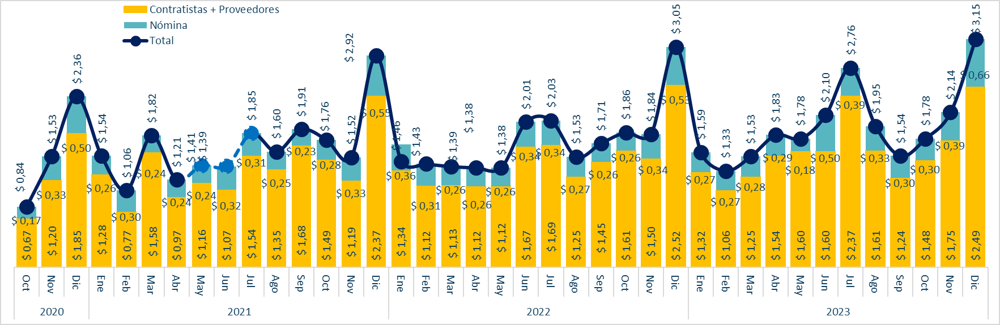 Contratistas + Proveedores
Nómina
Total
$ 0,84
$ 1,53
$ 2,36
$ 1,54
$ 1,06
$ 1,82
$ 1,21
$ 1,41
$ 1,39
$ 1,85
$ 1,60
$ 1,91
$ 1,76
$ 1,52
$ 2,92
$ 1,46
$ 1,43
$ 1,39
$ 1,38
$ 1,38
$ 2,01
$ 2,03
$ 1,53
$ 1,71
$ 1,86
$ 1,84
$ 3,05
$ 1,59
$ 1,33
$ 1,53
$ 1,83
$ 1,78
$ 2,10
$ 2,76
$ 1,95
$ 1,54
$ 1,78
$ 2,14
$ 3,15
$ 0,17
$ 0,33
$ 0,50
$ 0,26
$ 0,30
$ 0,24
$ 0,24
$ 0,24
$ 0,32
$ 0,31
$ 0,25
$ 0,23
$ 0,28
$ 0,33
$ 0,55
$ 0,36
$ 0,31
$ 0,26
$ 0,26
$ 0,26
$ 0,34
$ 0,34
$ 0,27
$ 0,26
$ 0,26
$ 0,34
$ 0,53
$ 0,27
$ 0,27
$ 0,28
$ 0,29
$ 0,18
$ 0,50
$ 0,39
$ 0,33
$ 0,30
$ 0,30
$ 0,39
$ 0,66
$ 0,67
$ 1,20
$ 1,85
$ 1,28
$ 0,77
$ 1,58
$ 0,97
$ 1,16
$ 1,07
$ 1,54
$ 1,35
$ 1,68
$ 1,49
$ 1,19
$ 2,37
$ 1,34
$ 1,12
$ 1,13
$ 1,12
$ 1,12
$ 1,67
$ 1,69
$ 1,25
$ 1,45
$ 1,61
$ 1,50
$ 2,52
$ 1,32
$ 1,06
$ 1,25
$ 1,54
$ 1,60
$ 1,60
$ 2,37
$ 1,61
$ 1,24
$ 1,48
$ 1,75
$ 2,49
Oct
Nov
Dic
Ene
Feb
Mar
Abr
May
Jun
Jul
Ago
Sep
Oct
Nov
Dic
Ene
Feb
Mar
Abr
May
Jun
Jul
Ago
Sep
Oct
Nov
Dic
Ene
Feb
Mar
Abr
May
Jun
Jul
Ago
Sep
Oct
Nov
Dic
2020
2021
2022
2023